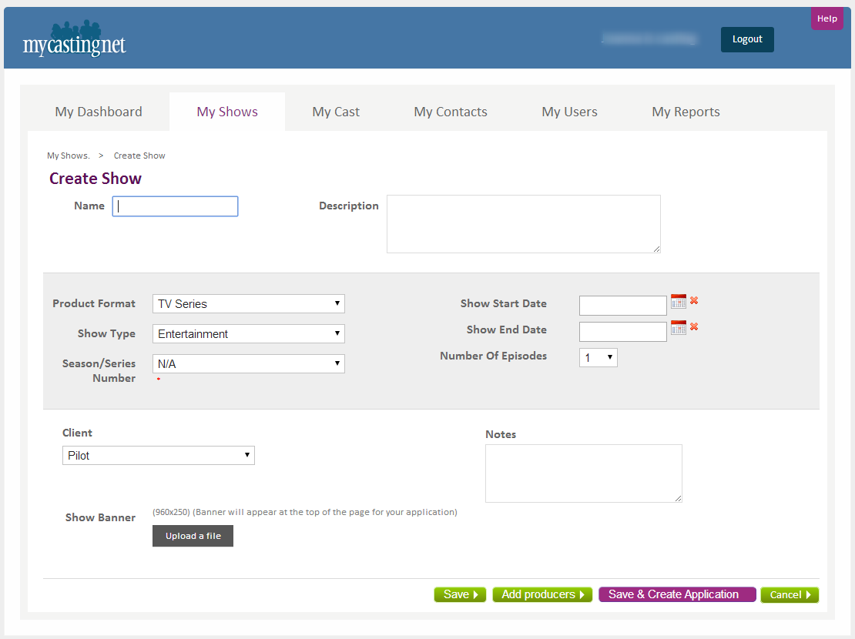 Help
mycastingnet
Logout
My Dashboard My Shows My Cast My Contacts My Users My Reports
My Shows. > Create Show
Create Show
Name Description
Product Format TV Series Show Start Date
Show Type Entertainment Show End Date
Season/Series Number N/A Number Of Episodes 1
Client Notes
Pilot
Show Banner (960x250) (Banner will appear at the top of the page for your application)
Upload a file
Save Add producers Save & Create Application Cancel